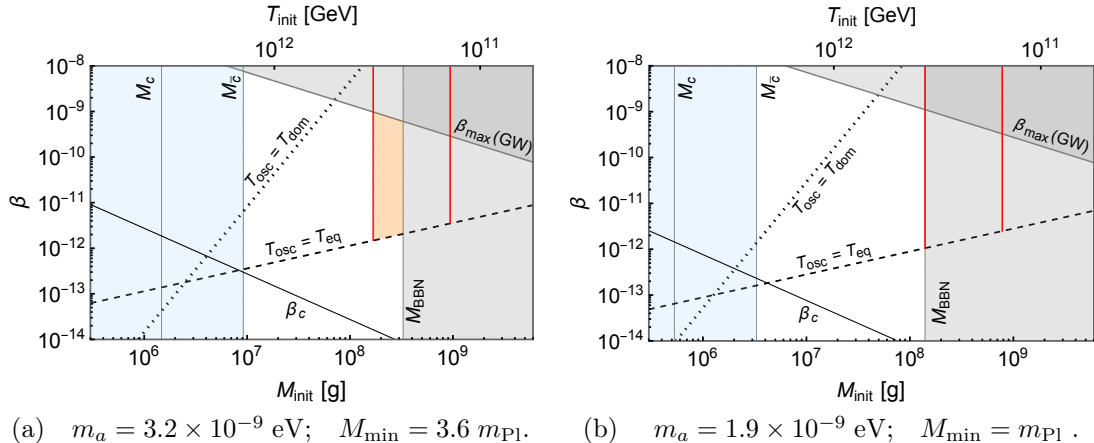 T_init [GeV]
10^12 10^11
10^-8
10^-9
10^-10
10^-11
10^-12
10^-13
10^-14
β
M_c
M_c̃
T_osc = T_dom
β_max (GW)
T_osc = T_eq
β_c
M_BBN
10^6 10^7 10^8 10^9
M_init [g]
(a) m_a = 3.2 × 10^−9 eV; M_min = 3.6 m_Pl.
T_init [GeV]
10^12 10^11
10^-8
10^-9
10^-10
10^-11
10^-12
10^-13
10^-14
β
M_c
M_c̃
T_osc = T_dom
β_max (GW)
T_osc = T_eq
β_c
M_BBN
10^6 10^7 10^8 10^9
M_init [g]
(b) m_a = 1.9 × 10^−9 eV; M_min = m_Pl .